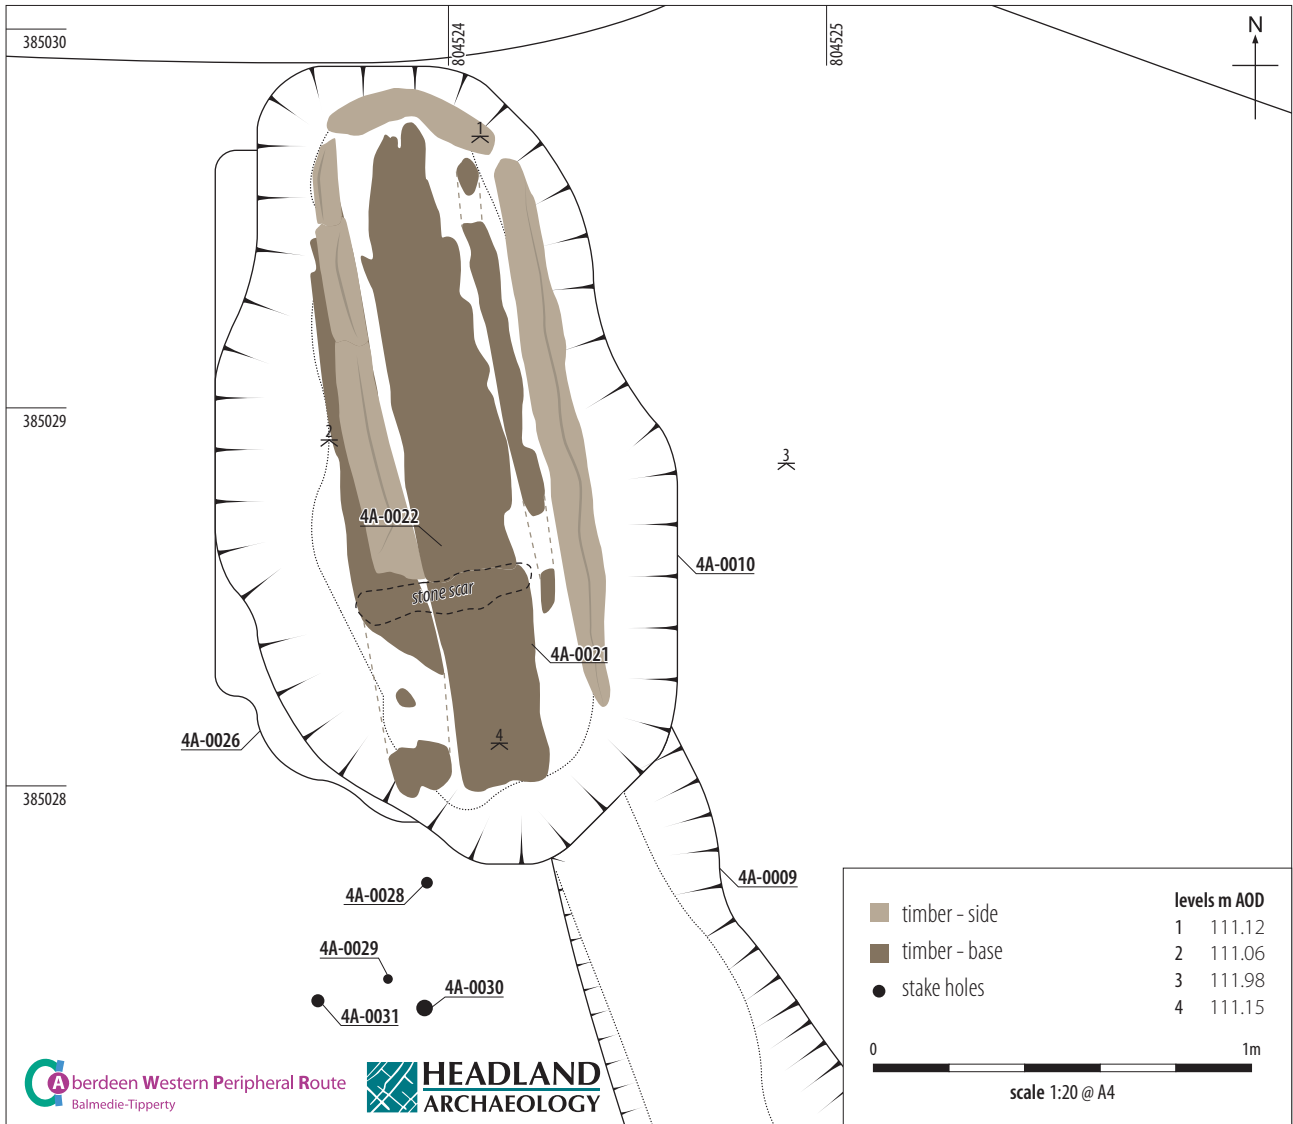 385030
804524
804525
N
1
2
3
385029
4A-0022
stone scar
4A-0010
4A-0021
4
4A-0026
385028
4A-0028
4A-0009
4A-0029
4A-0030
4A-0031
timber - side
timber - base
stake holes
levels m AOD
1 111.12
2 111.06
3 111.98
4 111.15
0 1m
scale 1:20 @ A4
Aberdeen Western Peripheral Route
Balmedie-Tipperty
HEADLAND
ARCHAEOLOGY